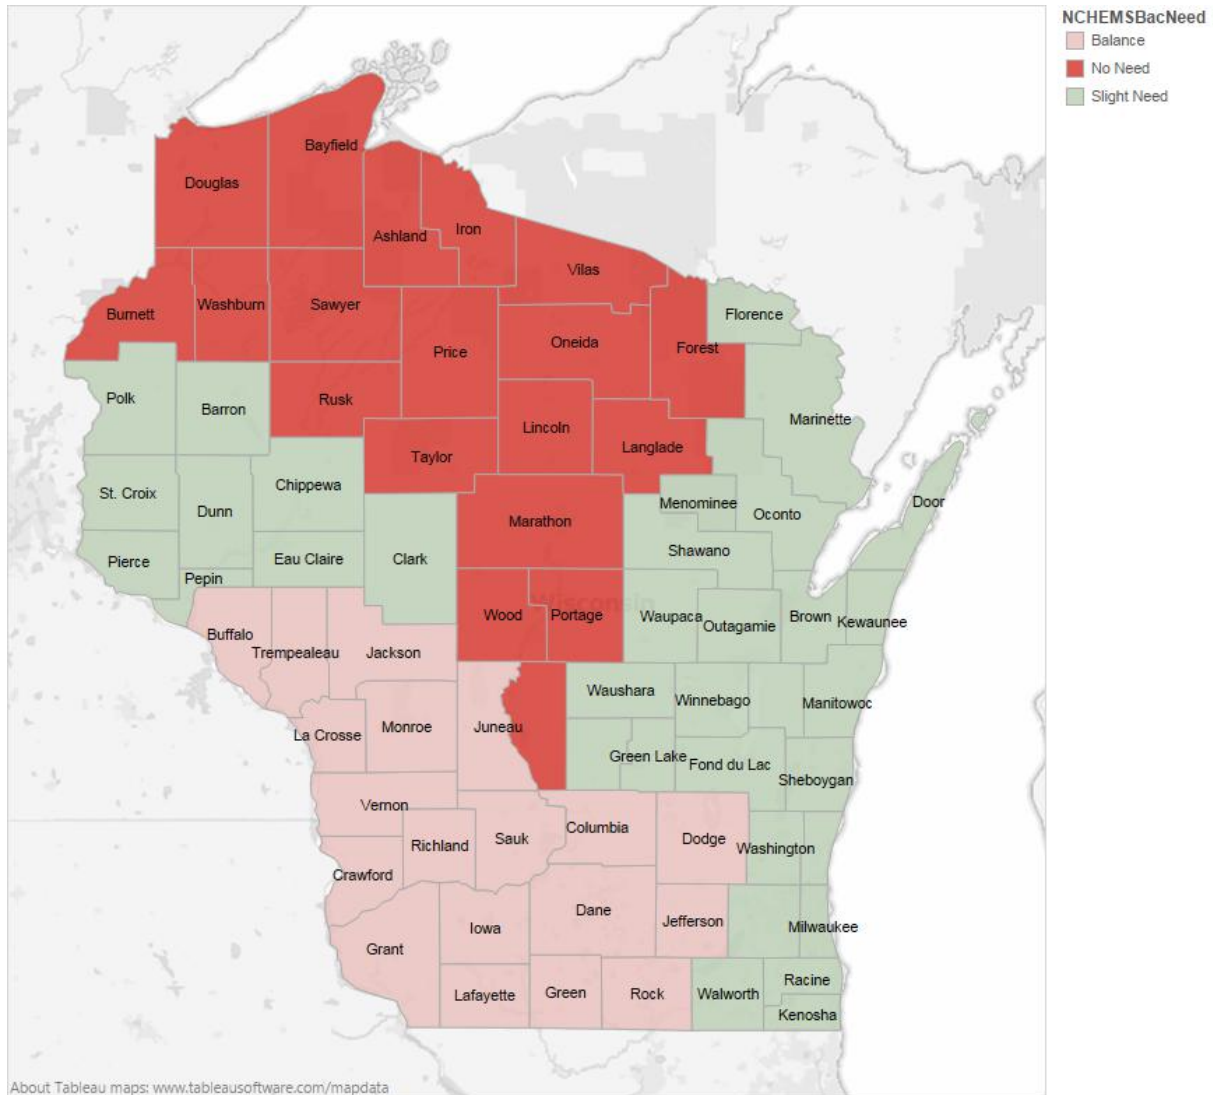 NCHEMSBacNeed
Balance
No Need
Slight Need
Bayfield
Douglas
Iron
Ashland
Vilas
Washburn
Sawyer
Burnett
Florence
Oneida
Forest
Price
Polk
Rusk
Barron
Marinette
Lincoln
Langlade
Taylor
Chippewa
St. Croix
Menominee
Door
Dunn
Oconto
Marathon
Shawano
Eau Claire
Clark
Pierce
Pepin
Wisconsin
Wood
Portage
Waupaca
Outagamie
Brown
Kewaunee
Buffalo
Trempealeau
Jackson
Waushara
Winnebago
Manitowoc
La Crosse
Monroe
Juneau
Green Lake
Fond du Lac
Sheboygan
Vernon
Columbia
Dodge
Sauk
Richland
Washington
Crawford
Dane
Jefferson
Iowa
Milwaukee
Grant
Racine
Lafayette
Green
Rock
Walworth
Kenosha
About Tableau maps: www.tableausoftware.com/mapdata